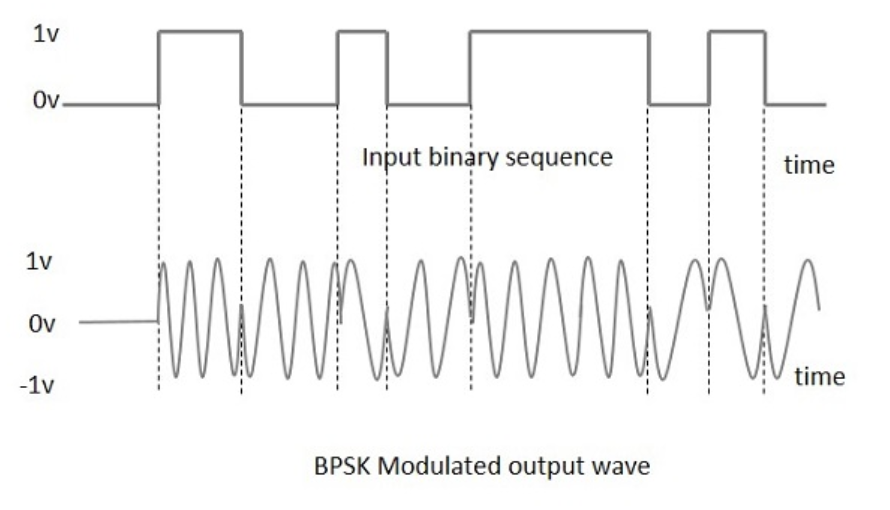 1v
0v
Input binary sequence
time
1v
0v
-1v
time
BPSK Modulated output wave